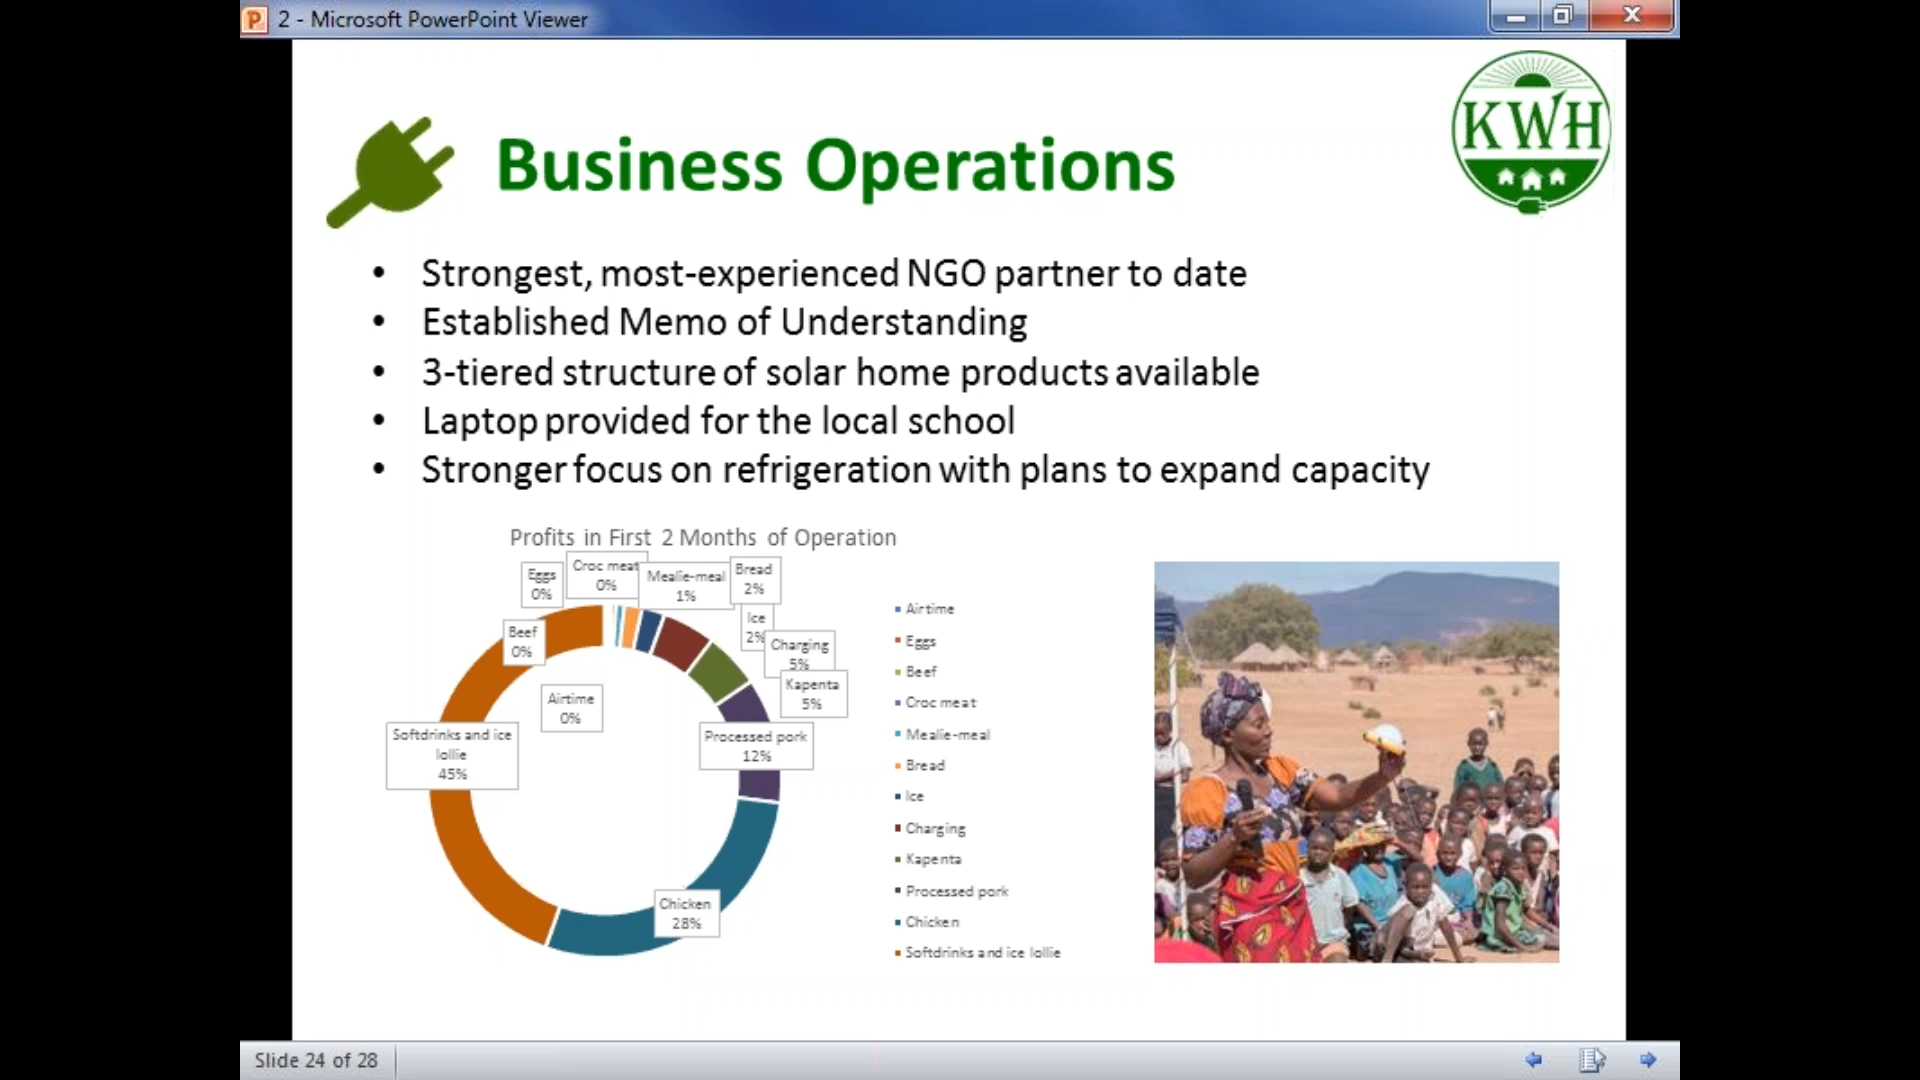 2 - Microsoft PowerPoint Viewer
KWH
Business Operations
• Strongest, most-experienced NGO partner to date
• Established Memo of Understanding
• 3-tiered structure of solar home products available
• Laptop provided for the local school
• Stronger focus on refrigeration with plans to expand capacity
Profits in First 2 Months of Operation
Eggs
0%
Croc meat
0%
Mealie-meal
1%
Bread
2%
Ice
2%
Charging
5%
Kapenta
5%
Beef
0%
Airtime
0%
Softdrinks and ice
lollie
45%
Processed pork
12%
Chicken
28%
Airtime
Eggs
Beef
Croc meat
Mealie-meal
Bread
Ice
Charging
Kapenta
Processed pork
Chicken
Softdrinks and ice lollie
Slide 24 of 28